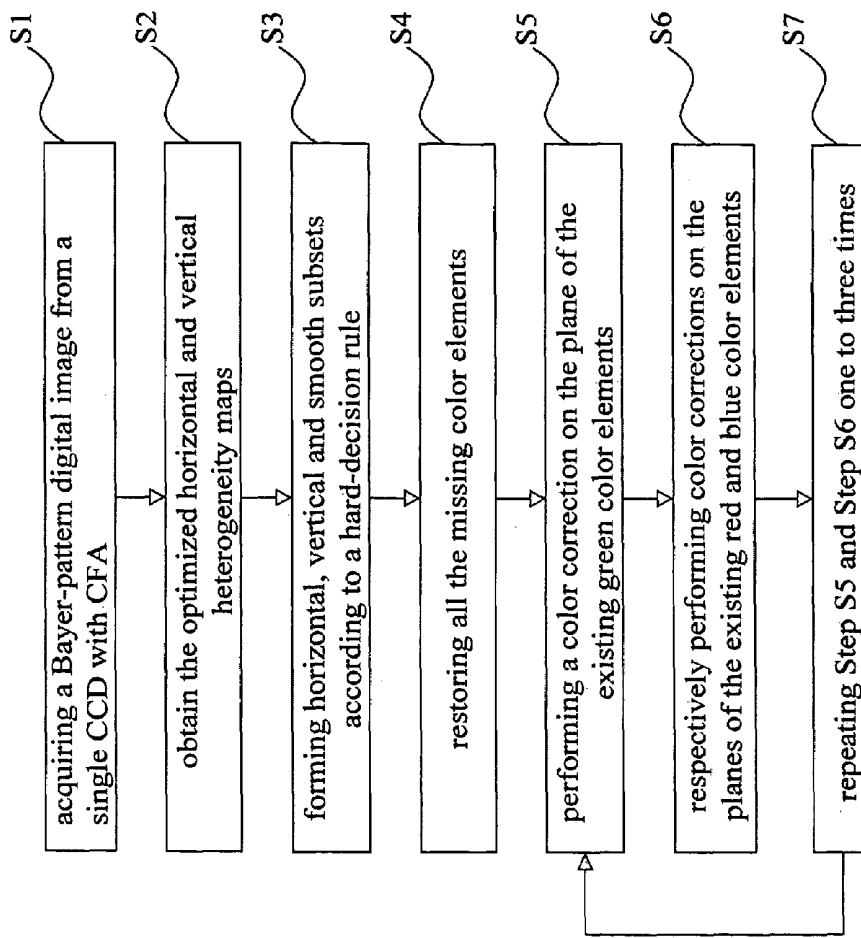 S1
acquiring a Bayer-pattern digital image from a
single CCD with CFA
S2
obtain the optimized horizontal and vertical
heterogeneity maps
S3
forming horizontal, vertical and smooth subsets
according to a hard-decision rule
S4
restoring all the missing color elements
S5
performing a color correction on the plane of the
existing green color elements
S6
respectively performing color corrections on the
planes of the existing red and blue color elements
S7
repeating Step S5 and Step S6 one to three times